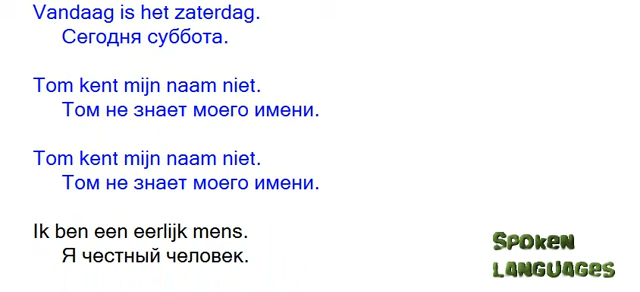 Vandaag is het zaterdag.
Сегодня суббота.
Tom kent mijn naam niet.
Том не знает моего имени.
Tom kent mijn naam niet.
Том не знает моего имени.
Ik ben een eerlijk mens.
Я честный человек.
Spoken
Languages